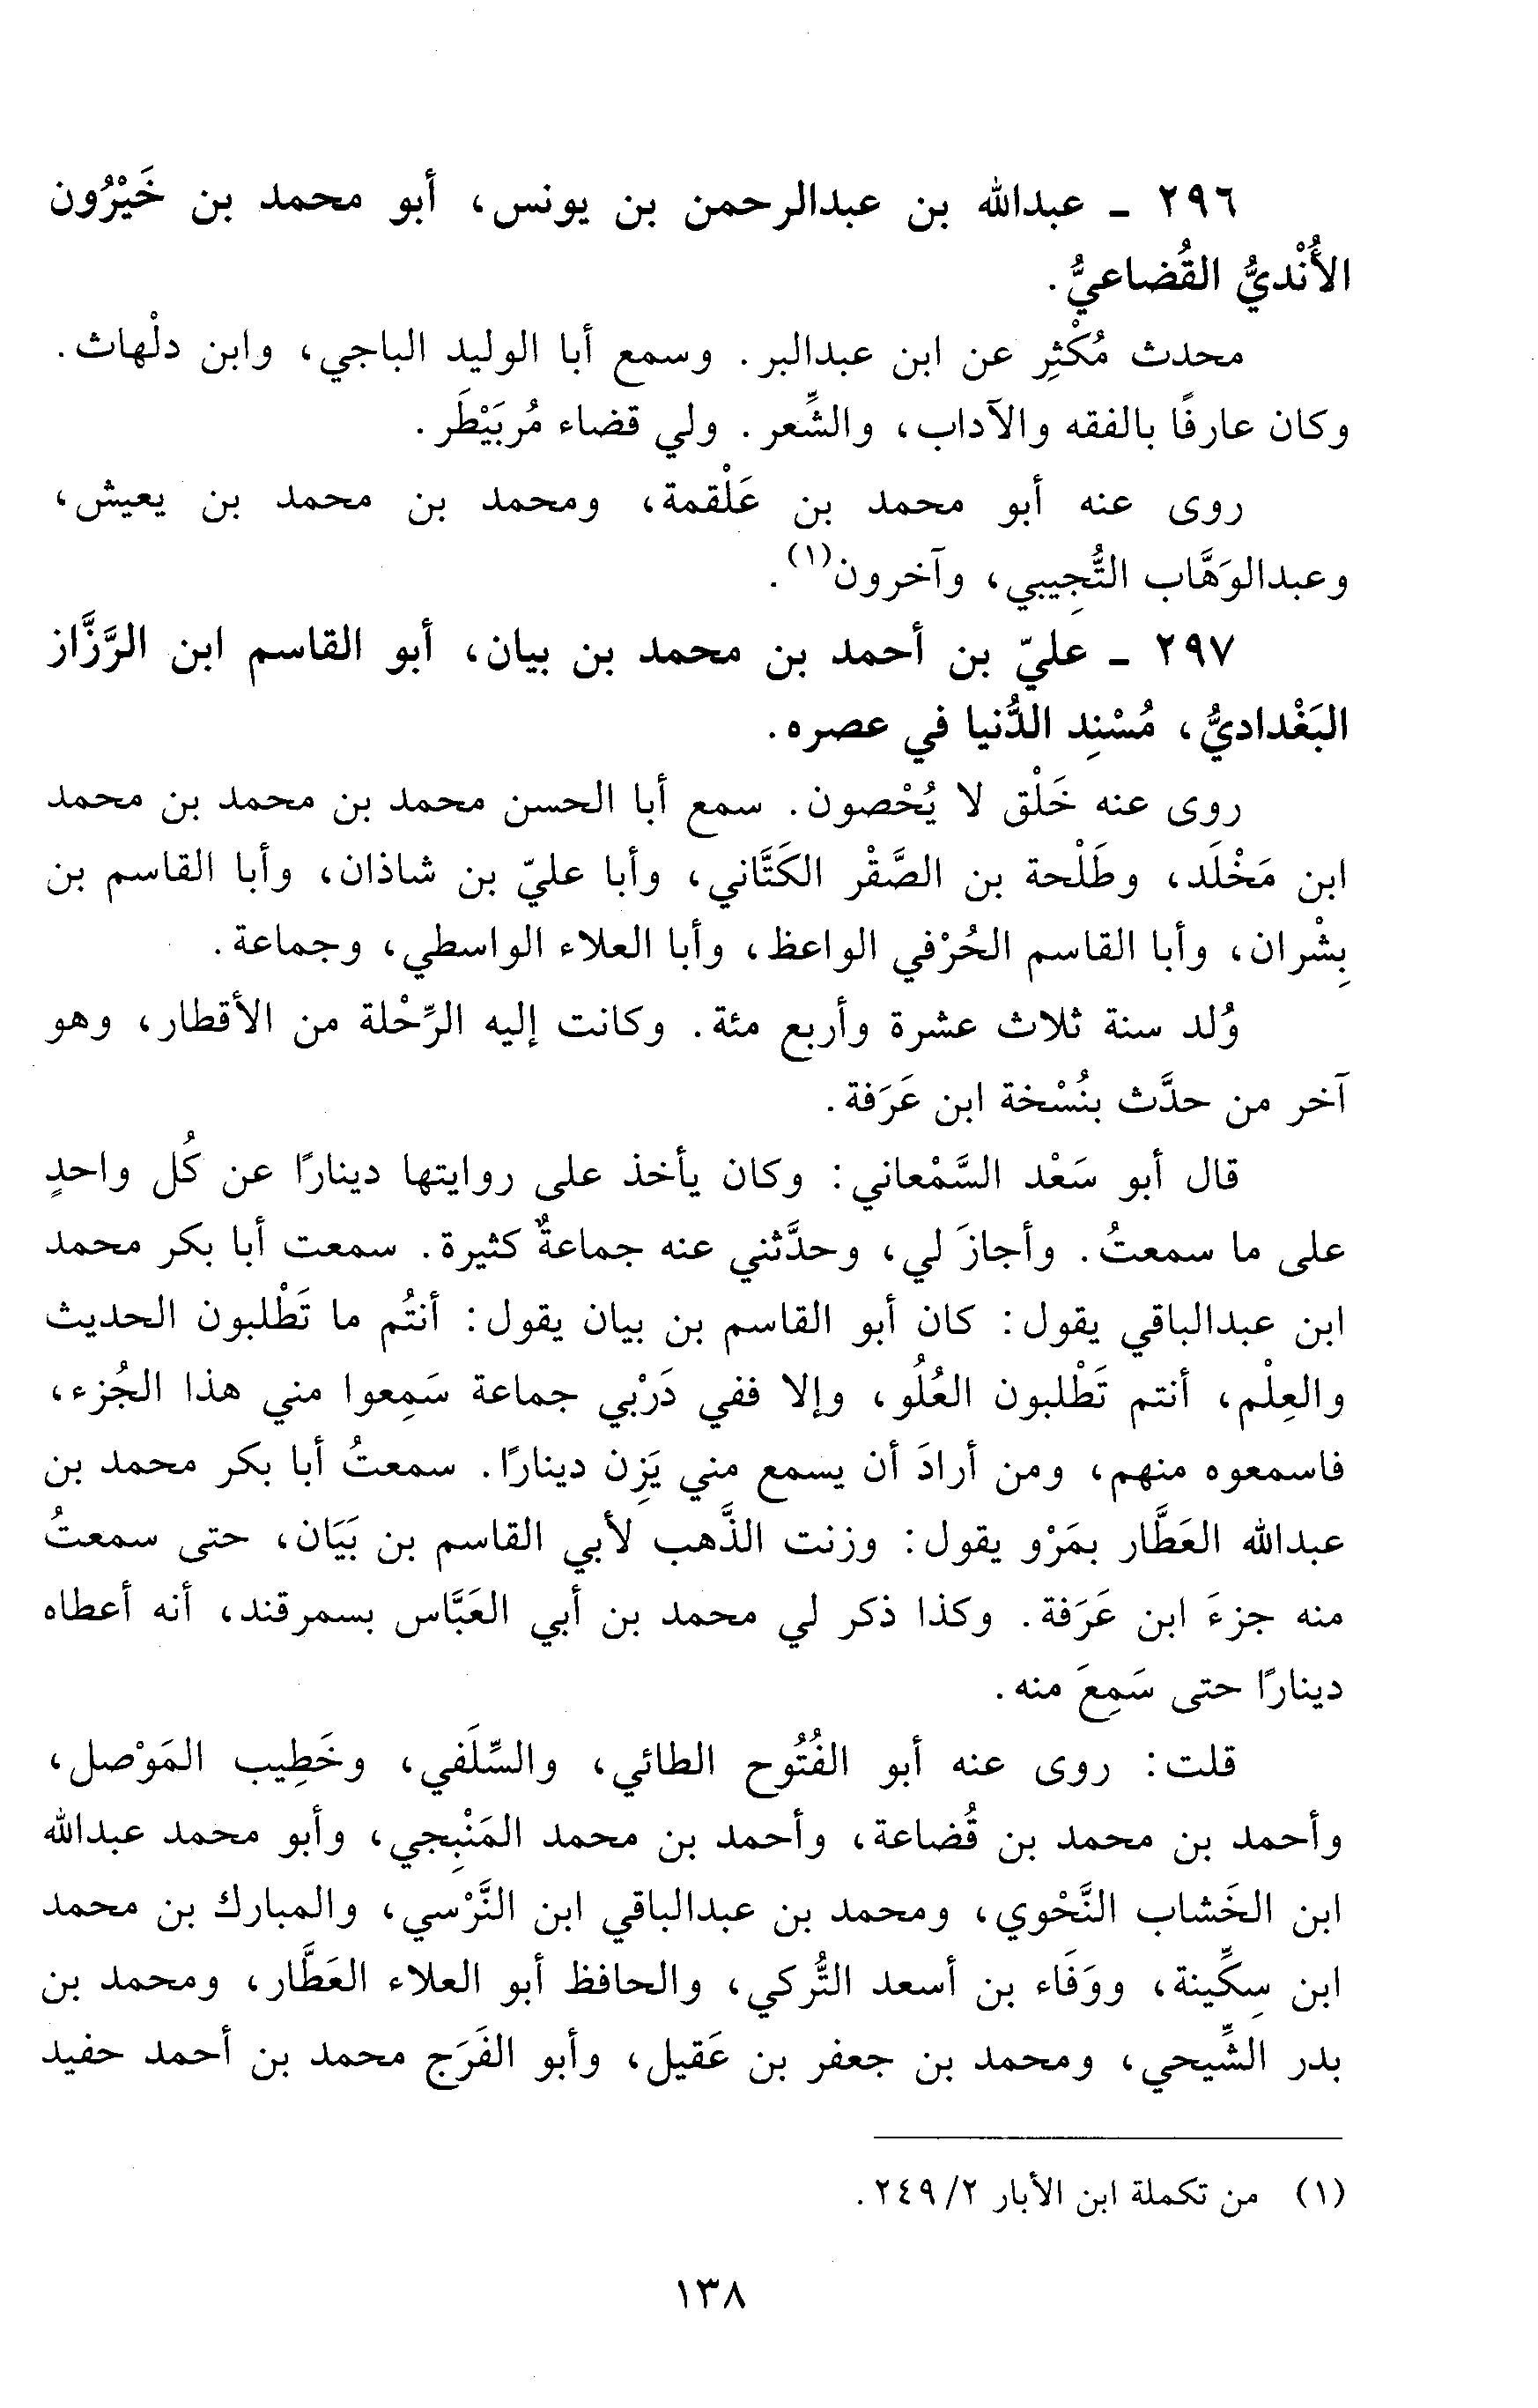 ٢٩٦ ـ عبدالله بن عبدالرحمن بن يونس، أبو محمد بن خَيْرُون
الأُنْديُّ القُضاعيُّ.
محدث مُكْثِر عن ابن عبدالبر. وسمع أبا الوليد الباجي، وابن دلْهاث.
وكان عارفًا بالفقه والآداب، والشِّعر. ولي قضاء مُربَيْطَر.
روى عنه أبو محمد بن عَلْقمة، ومحمد بن محمد بن يعيش،
وعبدالوَهَّاب التُّجِيبي، وآخرون(١).
٢٩٧ ـ عليّ بن أحمد بن محمد بن بيان، أبو القاسم ابن الرَّزَّاز
البَغْداديُّ، مُسْنِد الدُّنيا في عصره.
روى عنه خَلْق لا يُحْصون. سمع أبا الحسن محمد بن محمد بن محمد
ابن مَخْلَد، وطَلْحة بن الصَّقْر الكَتَّاني، وأبا عليّ بن شاذان، وأبا القاسم بن
بِشْران، وأبا القاسم الحُرْفي الواعظ، وأبا العلاء الواسطي، وجماعة.
وُلد سنة ثلاث عشرة وأربع مئة. وكانت إليه الرِّحْلة من الأقطار، وهو
آخر من حدَّث بنُسْخة ابن عَرَفة.
قال أبو سَعْد السَّمْعاني: وكان يأخذ على روايتها دينارًا عن كُل واحدٍ
على ما سمعتُ. وأجازَ لي، وحدَّثني عنه جماعةٌ كثيرة. سمعت أبا بكر محمد
ابن عبدالباقي يقول: كان أبو القاسم بن بيان يقول: أنتُم ما تَطْلبون الحديث
والعِلْم، أنتم تَطْلبون العُلُو، وإلا ففي دَرْبي جماعة سَمِعوا مني هذا الجُزء،
فاسمعوه منهم، ومن أرادَ أن يسمع مني يَزِن دينارًا. سمعتُ أبا بكر محمد بن
عبدالله العَطَّار بمَرْو يقول: وزنت الذَّهب لأبي القاسم بن بَيَان، حتى سمعتُ
منه جزءَ ابن عَرَفة. وكذا ذكر لي محمد بن أبي العَبَّاس بسمرقند، أنه أعطاه
دينارًا حتى سَمِعَ منه.
قلت: روى عنه أبو الفُتُوح الطائي، والسِّلَفي، وخَطِيب المَوْصل،
وأحمد بن محمد بن قُضاعة، وأحمد بن محمد المَنْبِجي، وأبو محمد عبدالله
ابن الخَشاب النَّحْوي، ومحمد بن عبدالباقي ابن النَّرْسي، والمبارك بن محمد
ابن سِكِّينة، ووَفَاء بن أسعد التُّركي، والحافظ أبو العلاء العَطَّار، ومحمد بن
بدر الشِّيحي، ومحمد بن جعفر بن عَقيل، وأبو الفَرَج محمد بن أحمد حفيد
(١) من تكملة ابن الأبار ٢/ ٢٤٩.
١٣٨